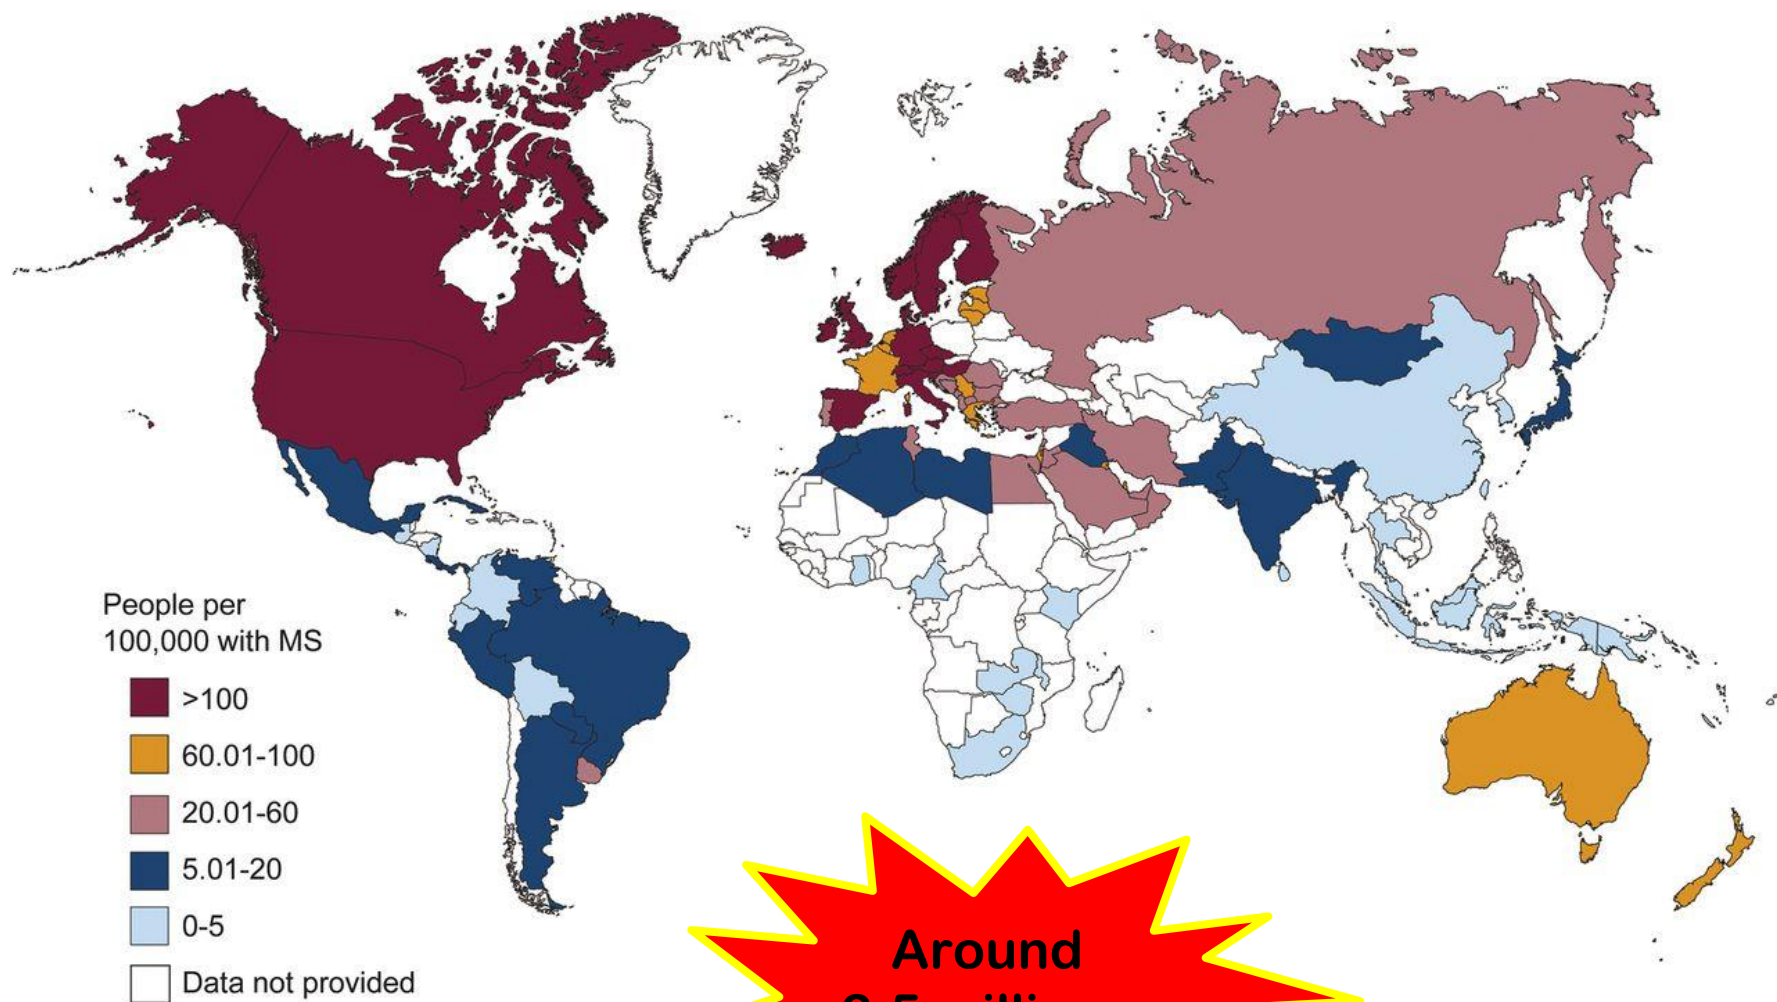 People per
100,000 with MS
>100
60.01-100
20.01-60
5.01-20
0-5
Data not provided
Around